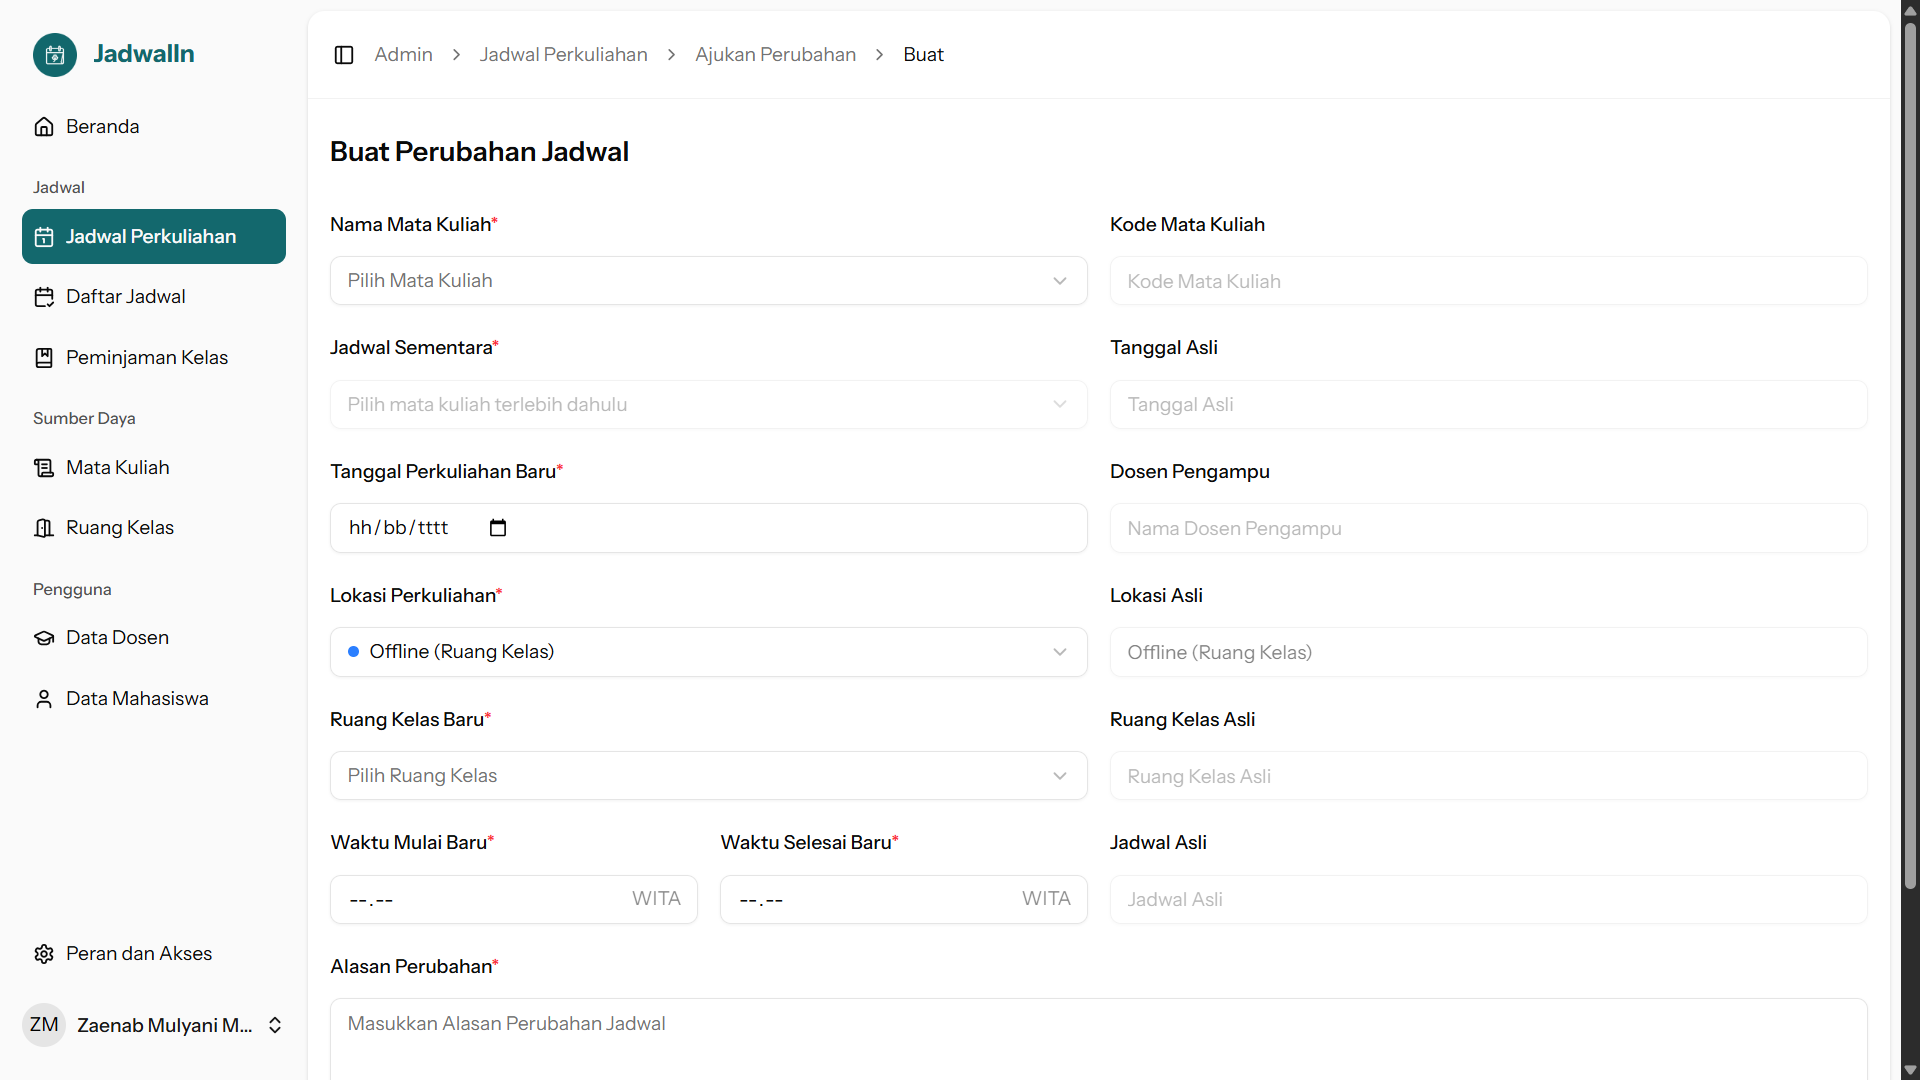 JadwalIn
Beranda
Jadwal
Jadwal Perkuliahan
Daftar Jadwal
Peminjaman Kelas
Sumber Daya
Mata Kuliah
Ruang Kelas
Pengguna
Data Dosen
Data Mahasiswa
Peran dan Akses
ZM Zaenab Mulyani M...
Admin > Jadwal Perkuliahan > Ajukan Perubahan > Buat
Buat Perubahan Jadwal
Nama Mata Kuliah*
Pilih Mata Kuliah
Kode Mata Kuliah
Kode Mata Kuliah
Jadwal Sementara*
Pilih mata kuliah terlebih dahulu
Tanggal Asli
Tanggal Asli
Tanggal Perkuliahan Baru*
hh/bb/tttt
Dosen Pengampu
Nama Dosen Pengampu
Lokasi Perkuliahan*
Offline (Ruang Kelas)
Lokasi Asli
Offline (Ruang Kelas)
Ruang Kelas Baru*
Pilih Ruang Kelas
Ruang Kelas Asli
Ruang Kelas Asli
Waktu Mulai Baru*
--.-- WITA
Waktu Selesai Baru*
--.-- WITA
Jadwal Asli
Jadwal Asli
Alasan Perubahan*
Masukkan Alasan Perubahan Jadwal